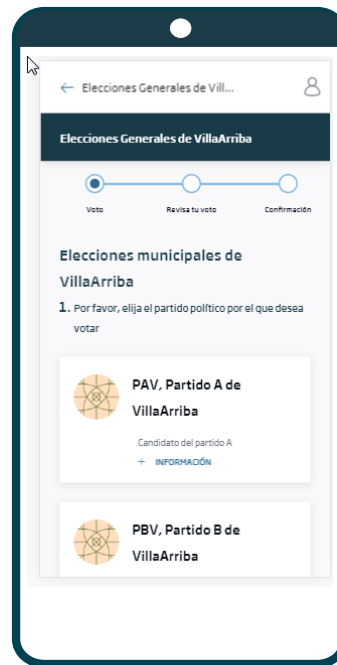 Elecciones Generales de Vill...
Elecciones Generales de VillaArriba
Voto Revisa tu voto Confirmación
Elecciones municipales de
VillaArriba
1. Por favor, elija el partido político por el que desea
votar
PAV, Partido A de
VillaArriba
Candidato del partido A
+ INFORMACIÓN
PBV, Partido B de
VillaArriba